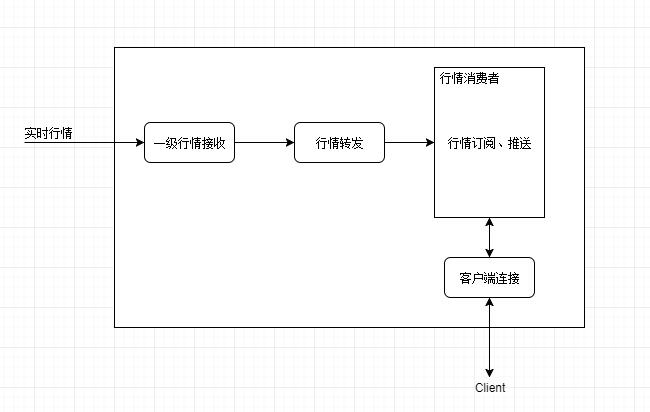 实时行情
一级行情接收
行情转发
行情消费者
行情订阅、推送
客户端连接
Client